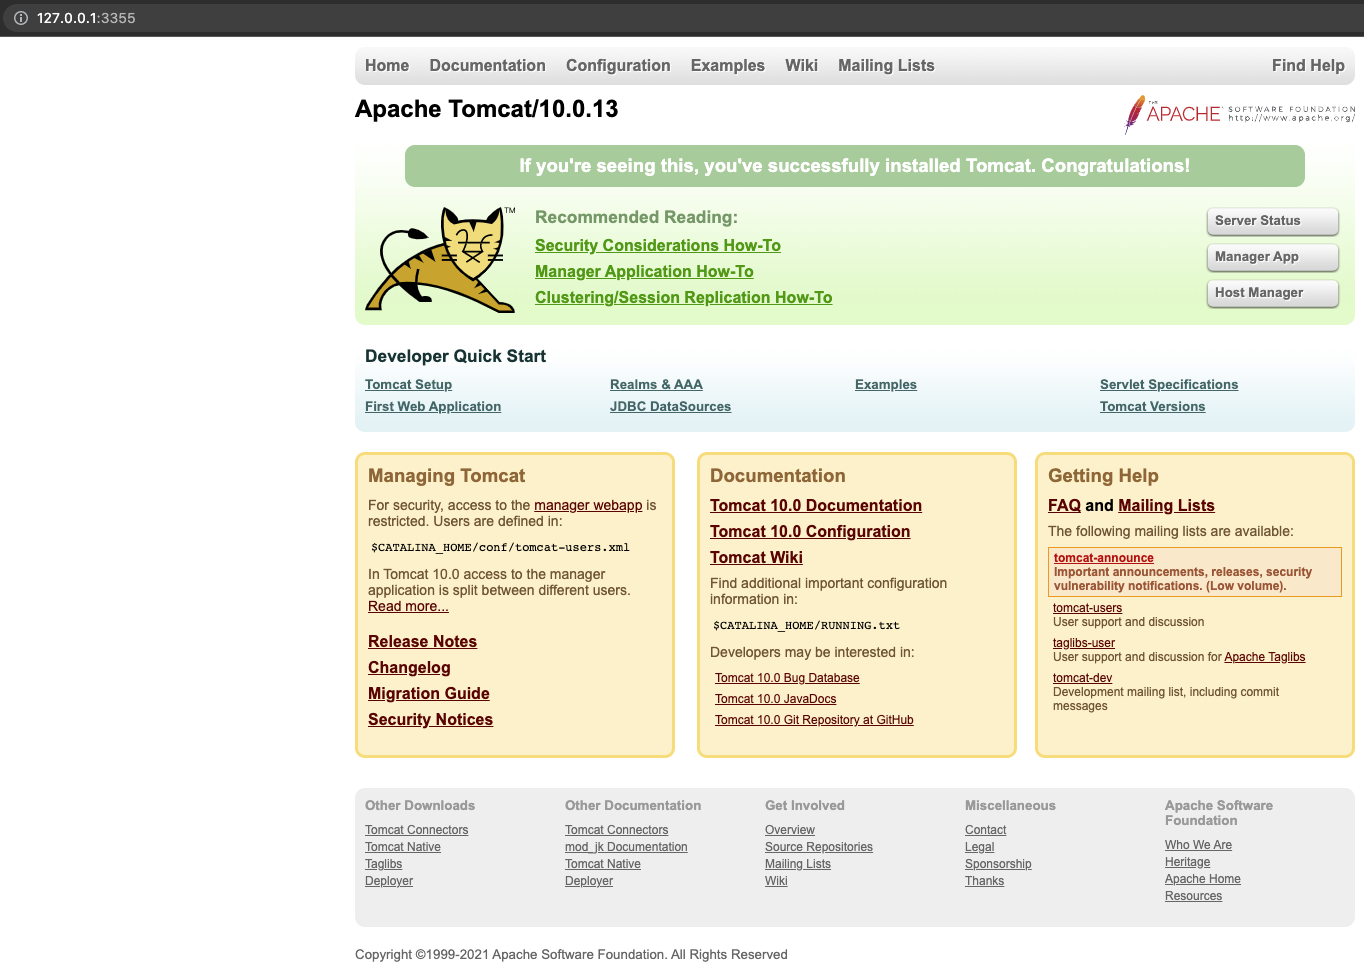 127.0.0.1:3355
Home Documentation Configuration Examples Wiki Mailing Lists Find Help
Apache Tomcat/10.0.13
THE APACHE SOFTWARE FOUNDATION
http://www.apache.org/
If you're seeing this, you've successfully installed Tomcat. Congratulations!
TM
Recommended Reading:
Security Considerations How-To
Manager Application How-To
Clustering/Session Replication How-To
Server Status
Manager App
Host Manager
Developer Quick Start
Tomcat Setup
First Web Application
Realms & AAA
JDBC DataSources
Examples
Servlet Specifications
Tomcat Versions
Managing Tomcat
For security, access to the manager webapp is
restricted. Users are defined in:
$CATALINA_HOME/conf/tomcat-users.xml
In Tomcat 10.0 access to the manager
application is split between different users.
Read more...
Release Notes
Changelog
Migration Guide
Security Notices
Documentation
Tomcat 10.0 Documentation
Tomcat 10.0 Configuration
Tomcat Wiki
Find additional important configuration
information in:
$CATALINA_HOME/RUNNING.txt
Developers may be interested in:
Tomcat 10.0 Bug Database
Tomcat 10.0 JavaDocs
Tomcat 10.0 Git Repository at GitHub
Getting Help
FAQ and Mailing Lists
The following mailing lists are available:
tomcat-announce
Important announcements, releases, security
vulnerability notifications. (Low volume).
tomcat-users
User support and discussion
taglibs-user
User support and discussion for Apache Taglibs
tomcat-dev
Development mailing list, including commit
messages
Other Downloads
Tomcat Connectors
Tomcat Native
Taglibs
Deployer
Other Documentation
Tomcat Connectors
mod_jk Documentation
Tomcat Native
Deployer
Get Involved
Overview
Source Repositories
Mailing Lists
Wiki
Miscellaneous
Contact
Legal
Sponsorship
Thanks
Apache Software
Foundation
Who We Are
Heritage
Apache Home
Resources
Copyright ©1999-2021 Apache Software Foundation. All Rights Reserved